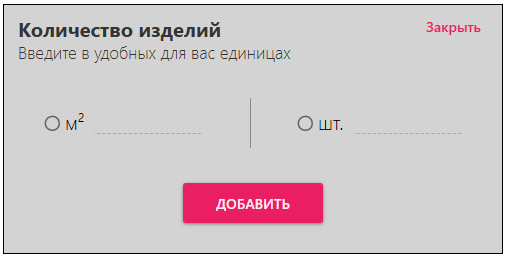 Количество изделий
Закрыть
Введите в удобных для вас единицах
м²
шт.
ДОБАВИТЬ